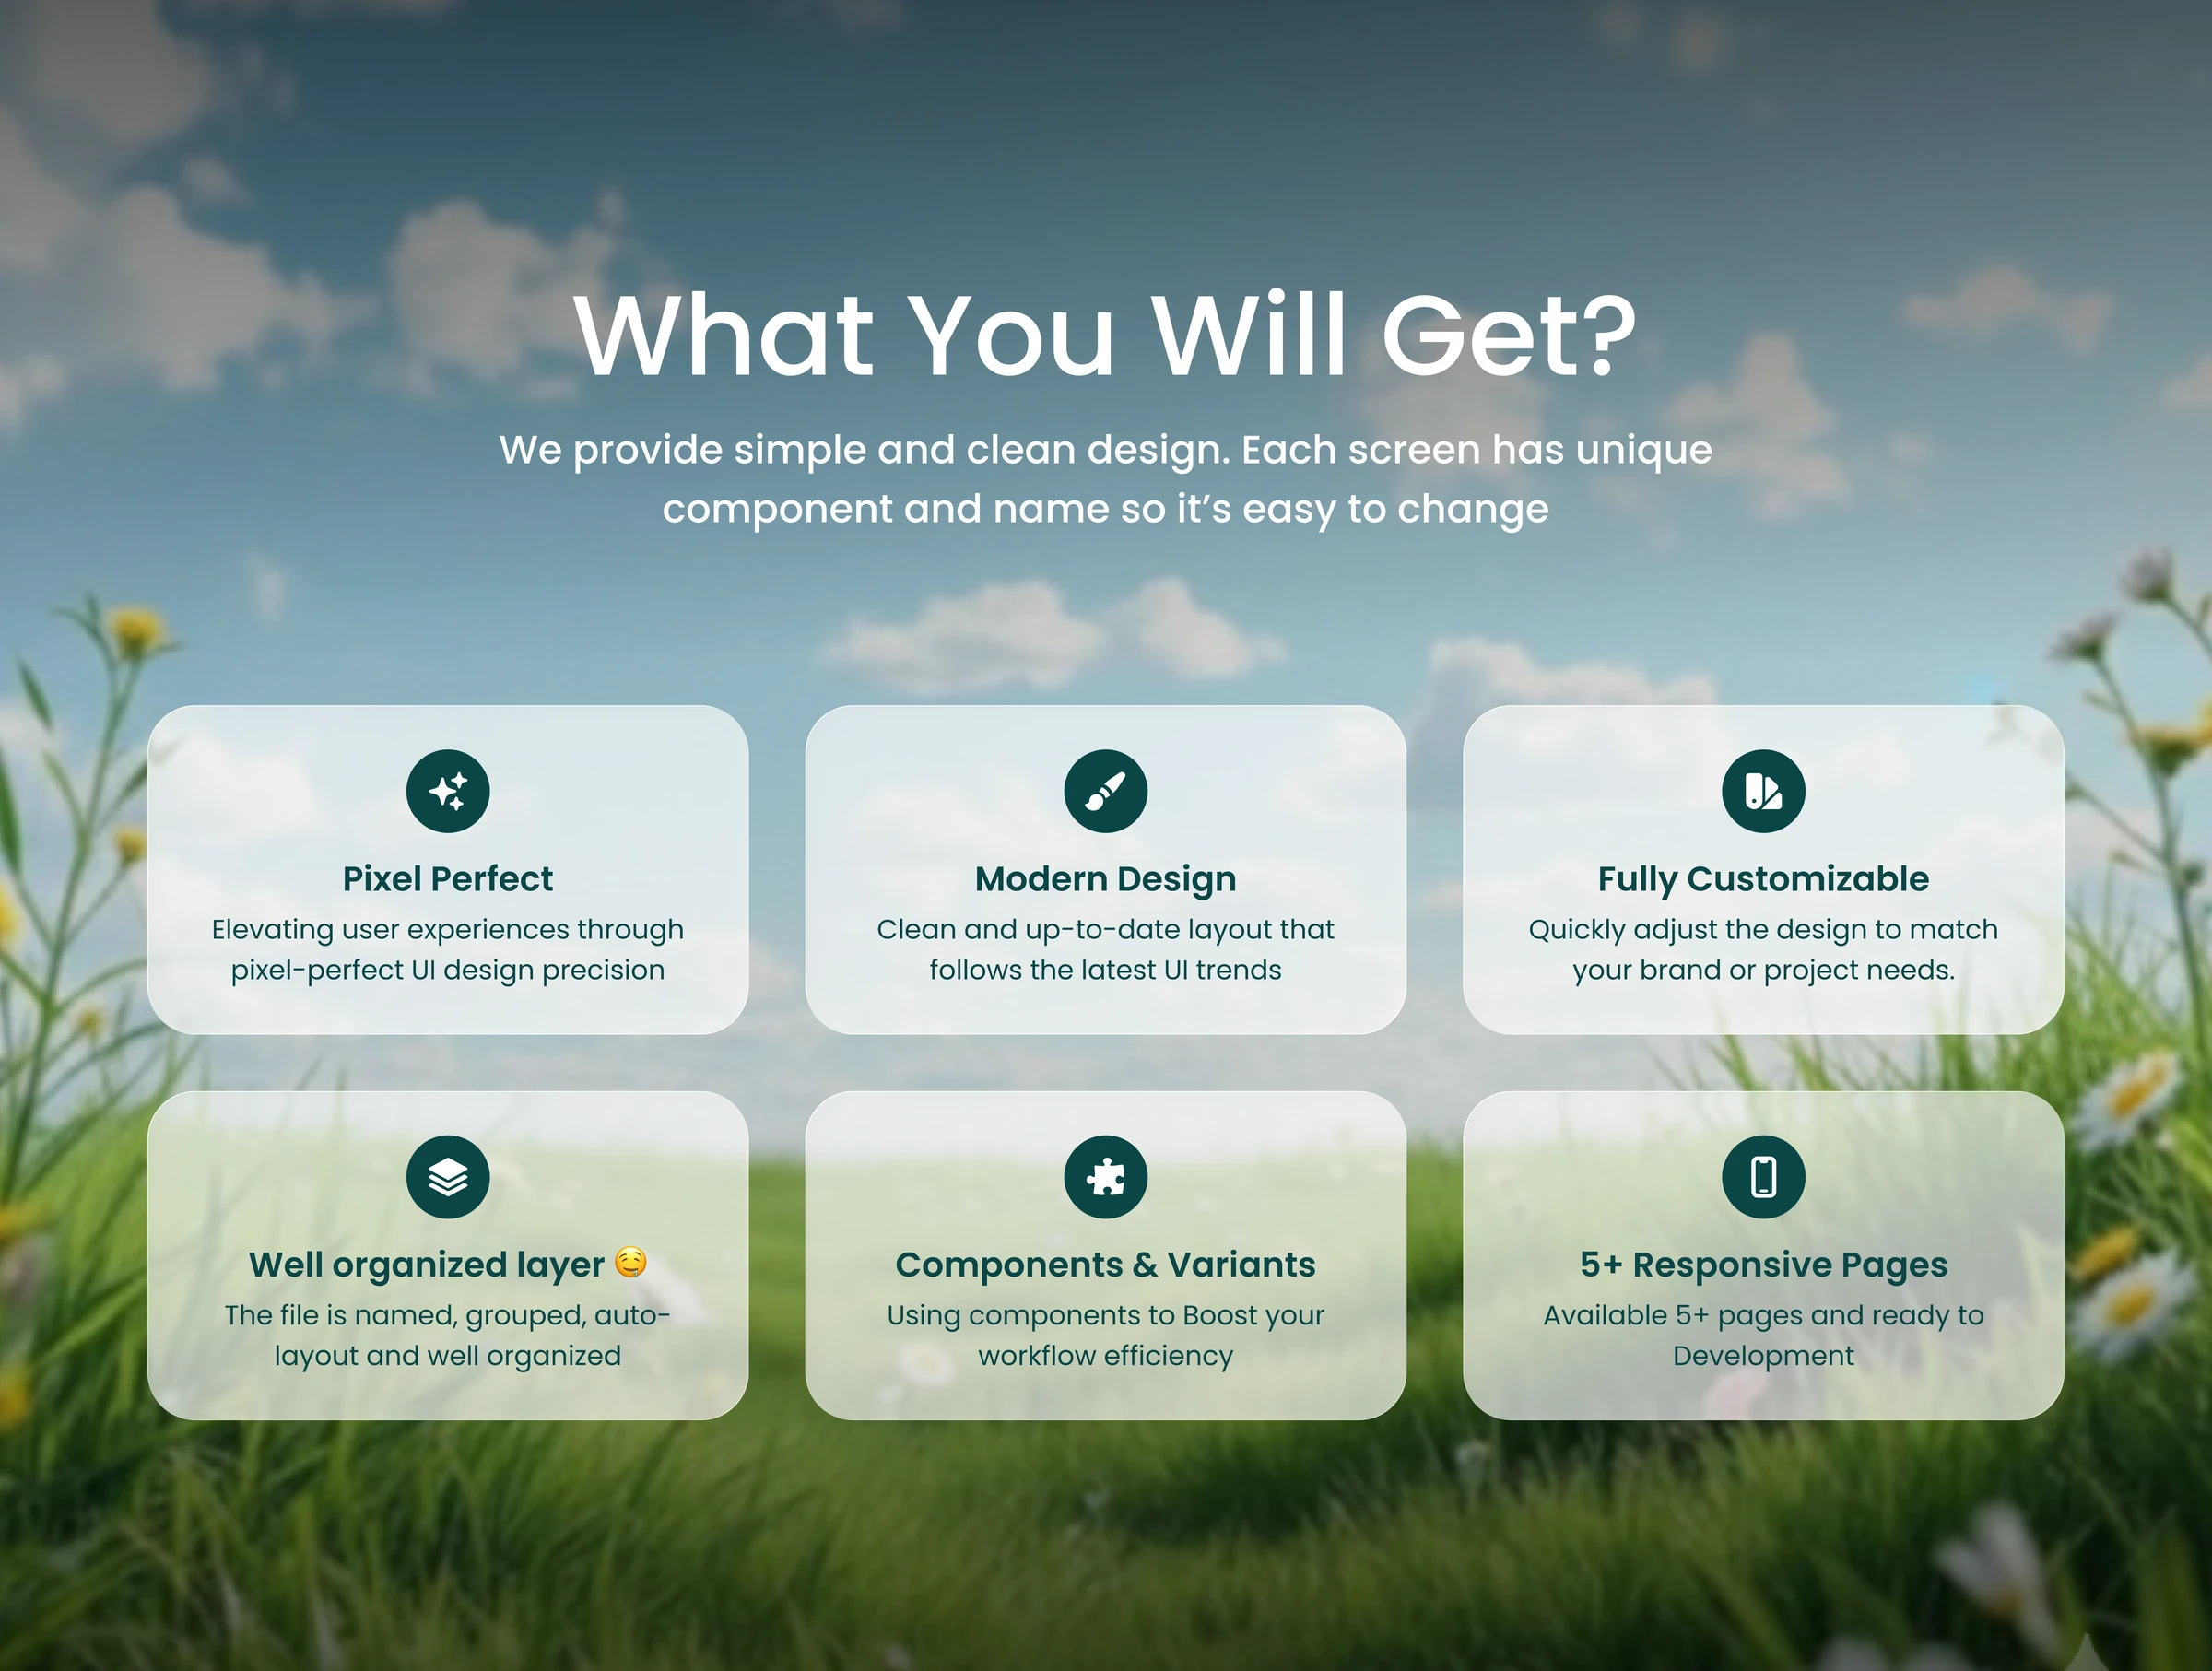 What You Will Get?
We provide simple and clean design. Each screen has unique
component and name so it’s easy to change
Pixel Perfect
Elevating user experiences through
pixel-perfect UI design precision
Modern Design
Clean and up-to-date layout that
follows the latest UI trends
Fully Customizable
Quickly adjust the design to match
your brand or project needs.
Well organized layer 🤤
The file is named, grouped, auto-
layout and well organized
Components & Variants
Using components to Boost your
workflow efficiency
5+ Responsive Pages
Available 5+ pages and ready to
Development